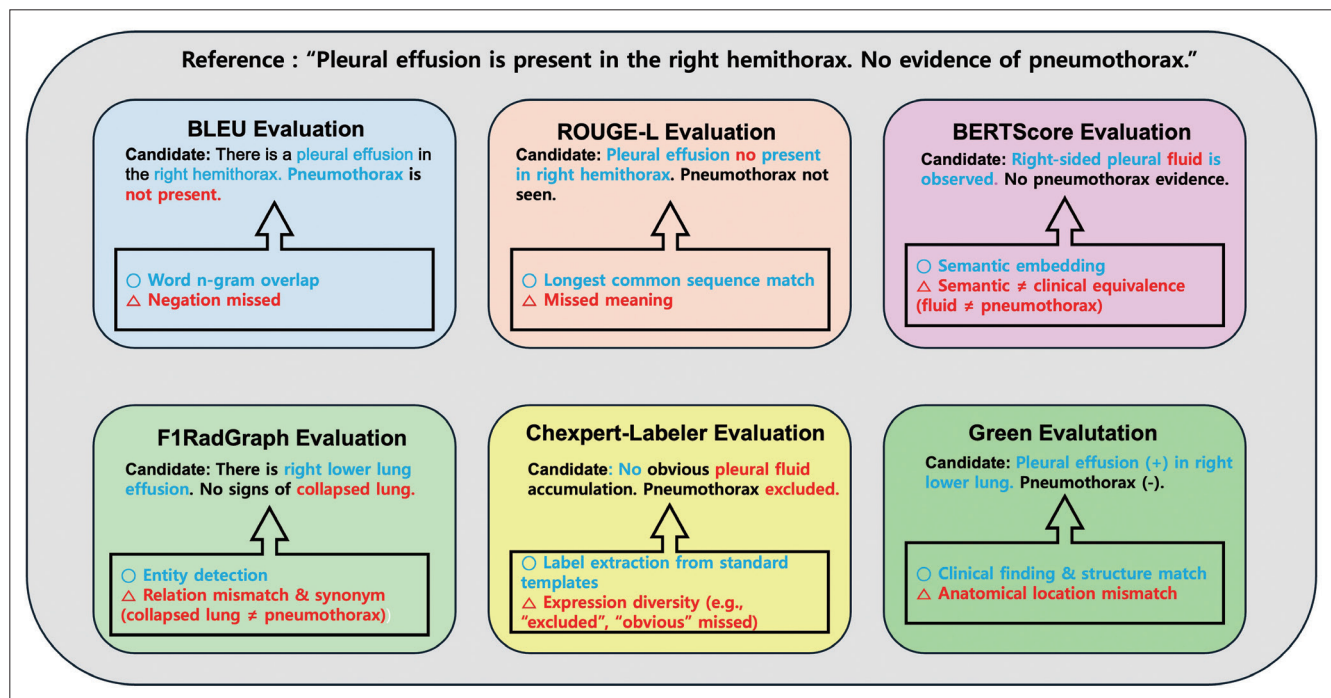 Reference : “Pleural effusion is present in the right hemithorax. No evidence of pneumothorax.”
BLEU Evaluation
Candidate: There is a pleural effusion in
the right hemithorax. Pneumothorax is
not present.
○ Word n-gram overlap
△ Negation missed
ROUGE-L Evaluation
Candidate: Pleural effusion no present
in right hemithorax. Pneumothorax not
seen.
○ Longest common sequence match
△ Missed meaning
BERTScore Evaluation
Candidate: Right-sided pleural fluid is
observed. No pneumothorax evidence.
○ Semantic embedding
△ Semantic ≠ clinical equivalence
(fluid ≠ pneumothorax)
F1RadGraph Evaluation
Candidate: There is right lower lung
effusion. No signs of collapsed lung.
○ Entity detection
△ Relation mismatch & synonym
(collapsed lung ≠ pneumothorax)
Chexpert-Labeler Evaluation
Candidate: No obvious pleural fluid
accumulation. Pneumothorax excluded.
○ Label extraction from standard
templates
△ Expression diversity (e.g.,
“excluded”, “obvious” missed)
Green Evalutation
Candidate: Pleural effusion (+) in right
lower lung. Pneumothorax (-).
○ Clinical finding & structure match
△ Anatomical location mismatch